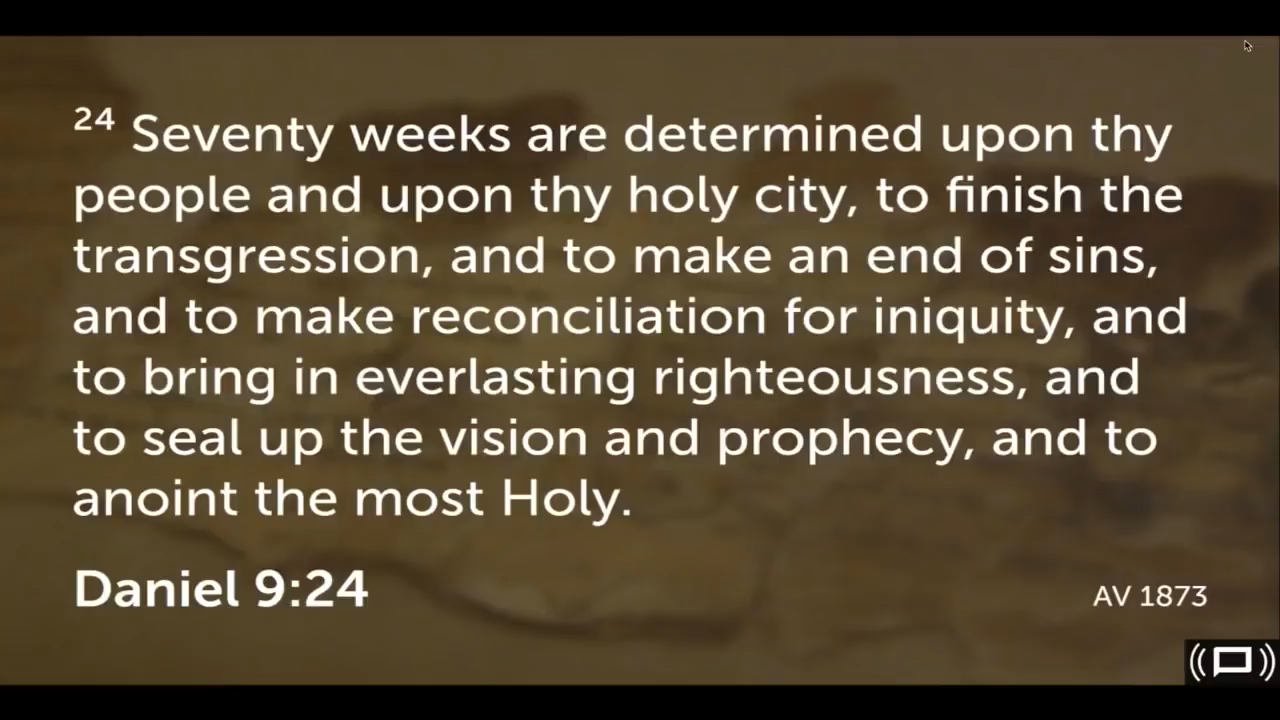 24 Seventy weeks are determined upon thy
people and upon thy holy city, to finish the
transgression, and to make an end of sins,
and to make reconciliation for iniquity, and
to bring in everlasting righteousness, and
to seal up the vision and prophecy, and to
anoint the most Holy.
Daniel 9:24
AV 1873